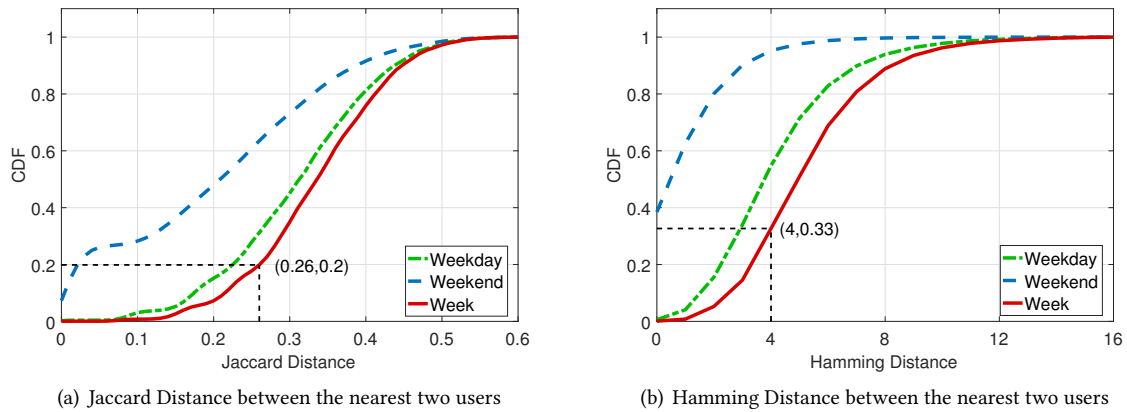 1
0.8
0.6
0.4
0.2
0
CDF
(0.26,0.2)
Weekday
Weekend
Week
0 0.1 0.2 0.3 0.4 0.5 0.6
Jaccard Distance
(a) Jaccard Distance between the nearest two users
1
0.8
0.6
0.4
0.2
0
CDF
(4,0.33)
Weekday
Weekend
Week
0 4 8 12 16
Hamming Distance
(b) Hamming Distance between the nearest two users